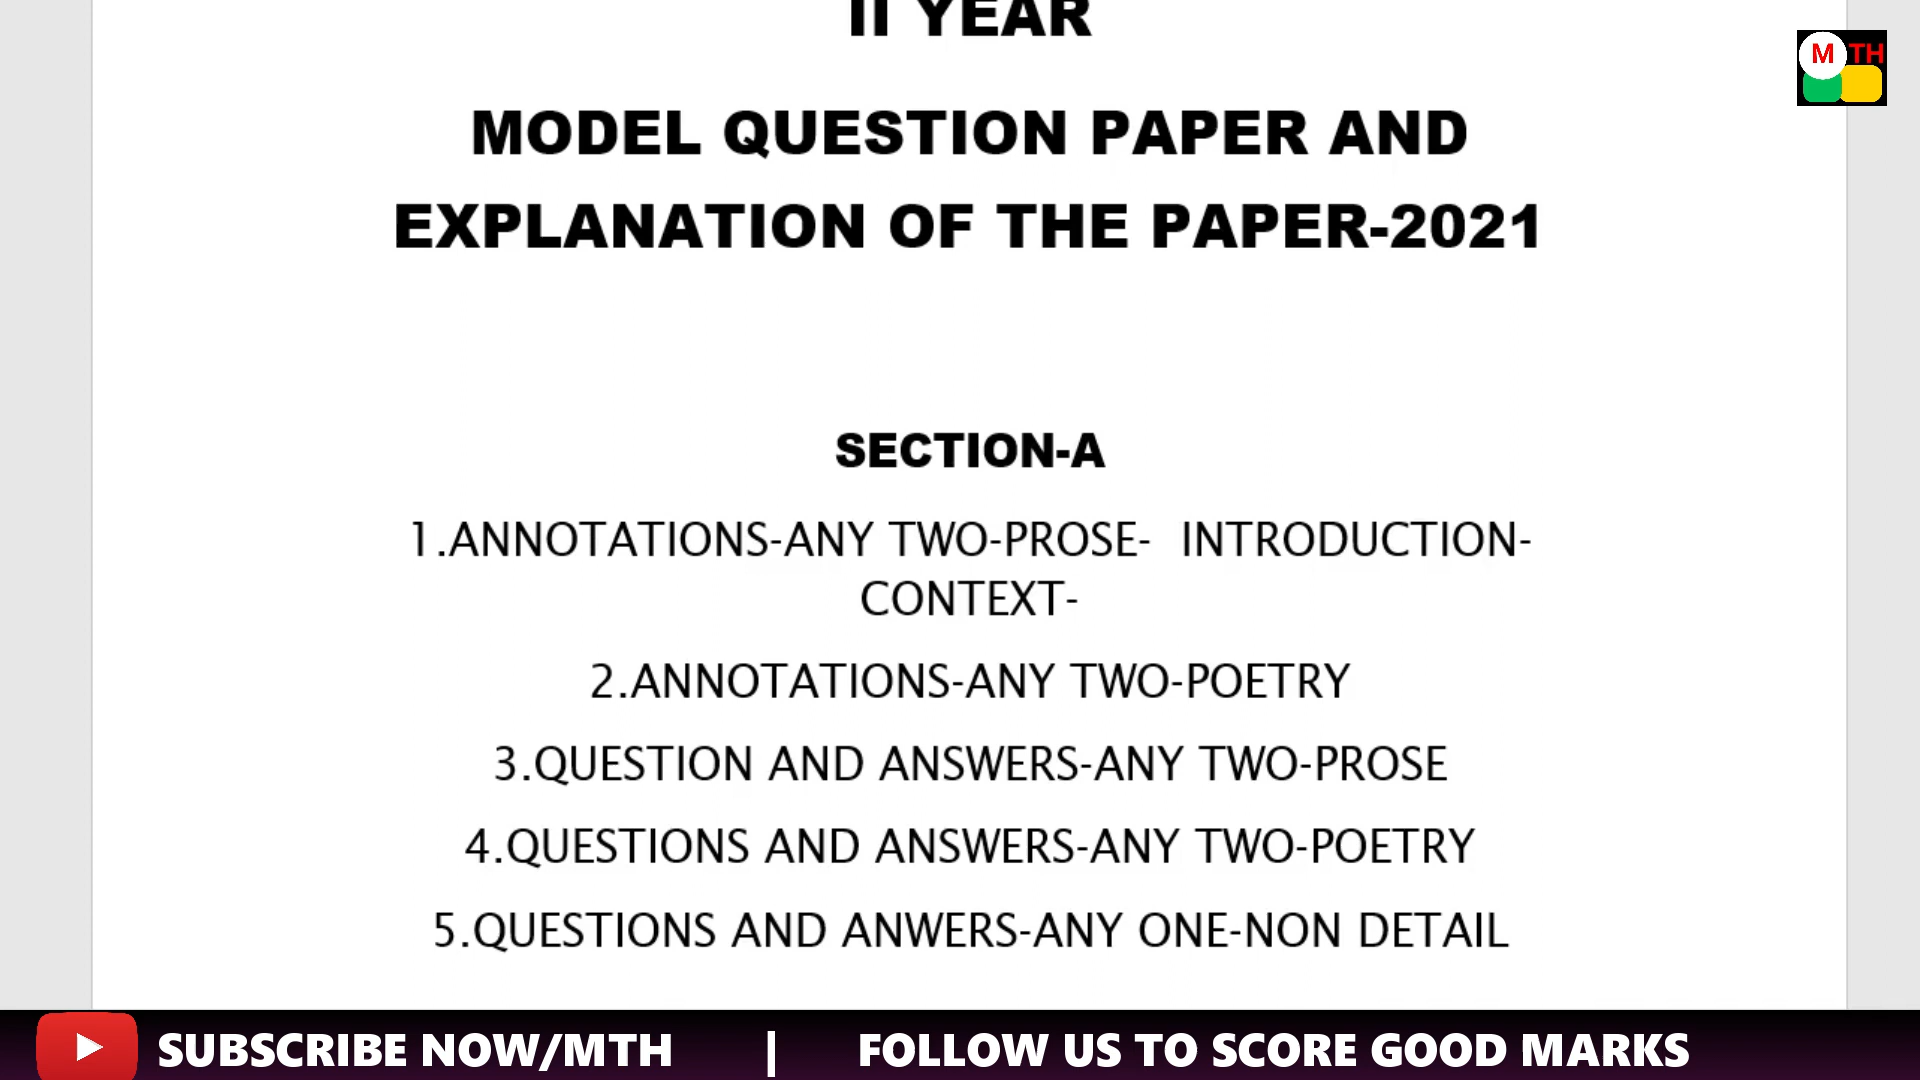 II YEAR
M TH
MODEL QUESTION PAPER AND
EXPLANATION OF THE PAPER-2021
SECTION-A
1.ANNOTATIONS-ANY TWO-PROSE- INTRODUCTION-
CONTEXT-
2.ANNOTATIONS-ANY TWO-POETRY
3.QUESTION AND ANSWERS-ANY TWO-PROSE
4.QUESTIONS AND ANSWERS-ANY TWO-POETRY
5.QUESTIONS AND ANWERS-ANY ONE-NON DETAIL
SUBSCRIBE NOW/MTH | FOLLOW US TO SCORE GOOD MARKS